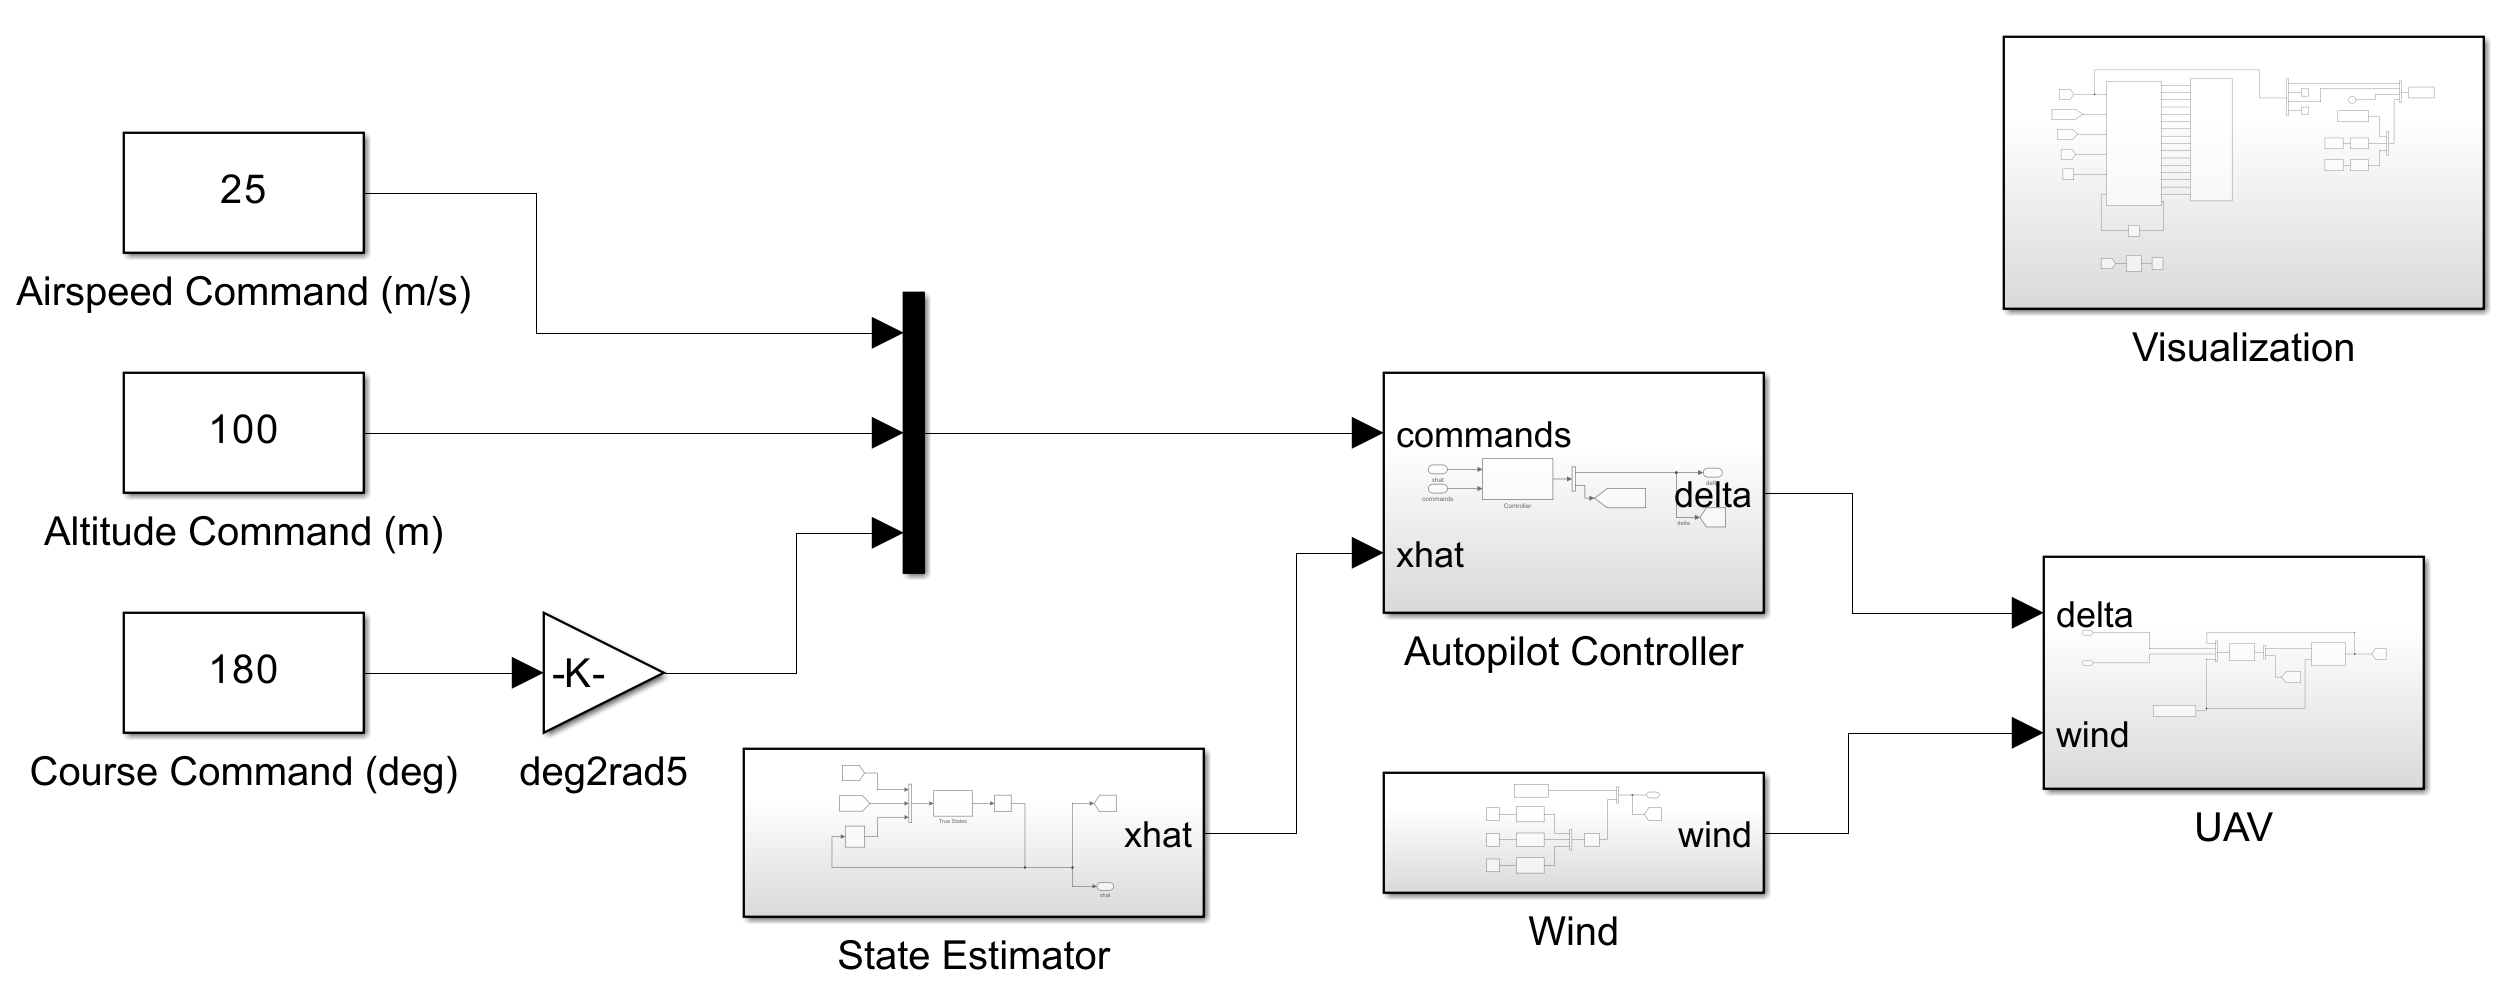 25
Airspeed Command (m/s)
100
Altitude Command (m)
180
Course Command (deg)
-K-
deg2rad5
True States
xhat
xhat
State Estimator
commands
xhat
commands
Controller
delta
delta
delta
xhat
Autopilot Controller
wind
Wind
Visualization
delta
wind
UAV